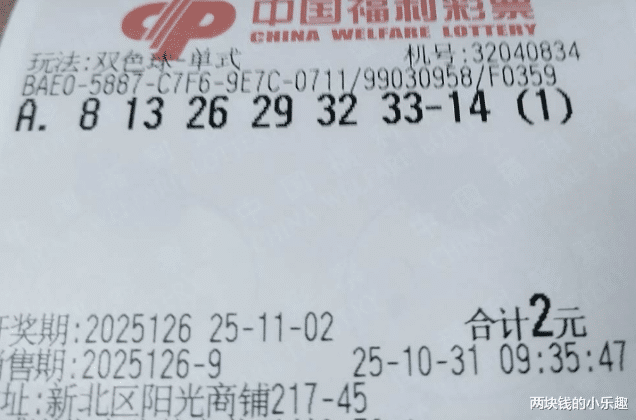 中国福利彩票
CHINA WELFARE LOTTERY
玩法:双色球-单式 机号:32040834
BAE0-5887-C7F6-9E7C-0711/99030958/F0359
A. 8 13 26 29 32 33-14 (1)
开奖期:2025126 25-11-02 合计2元
销售期:2025126-9 25-10-31 09:35:47
址:新北区阳光商铺217-45
两块钱的小乐趣